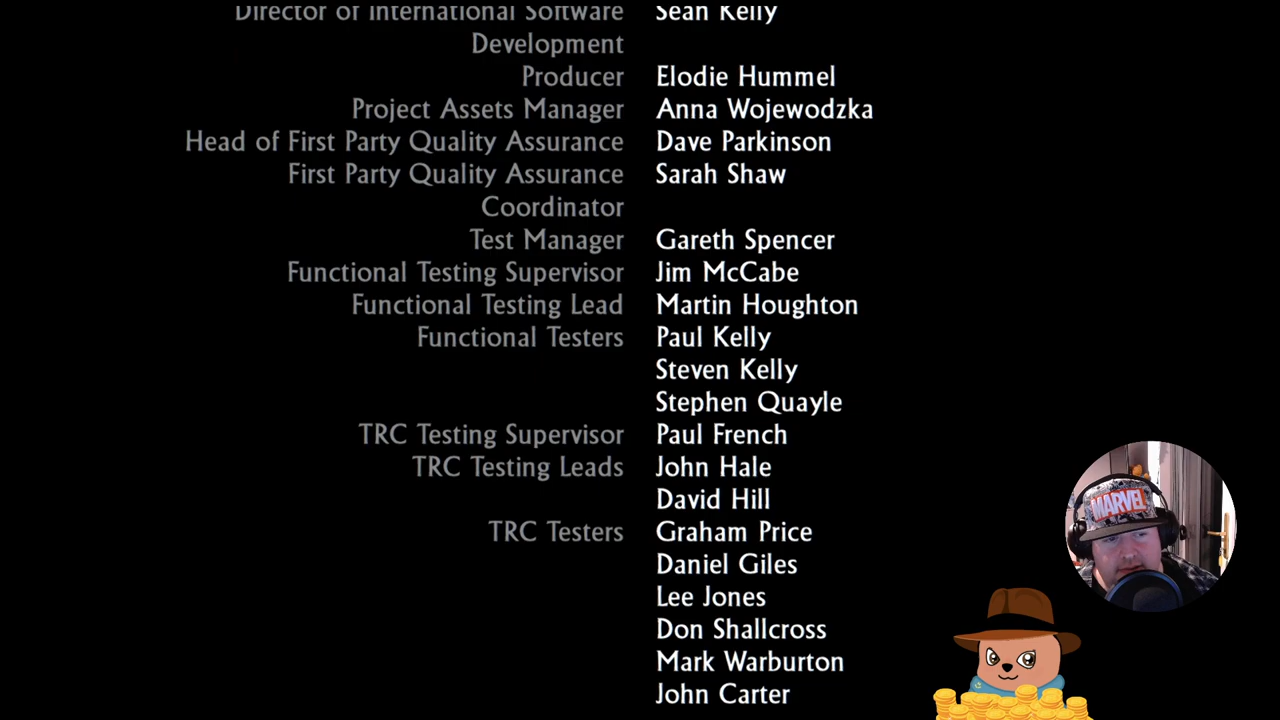 Director of International Software Sean Kelly
Development
Producer Elodie Hummel
Project Assets Manager Anna Wojewodzka
Head of First Party Quality Assurance Dave Parkinson
First Party Quality Assurance Sarah Shaw
Coordinator
Test Manager Gareth Spencer
Functional Testing Supervisor Jim McCabe
Functional Testing Lead Martin Houghton
Functional Testers Paul Kelly
Steven Kelly
Stephen Quayle
TRC Testing Supervisor Paul French
TRC Testing Leads John Hale
David Hill
MARVEL
TRC Testers Graham Price
Daniel Giles
Lee Jones
Don Shallcross
Mark Warburton
John Carter